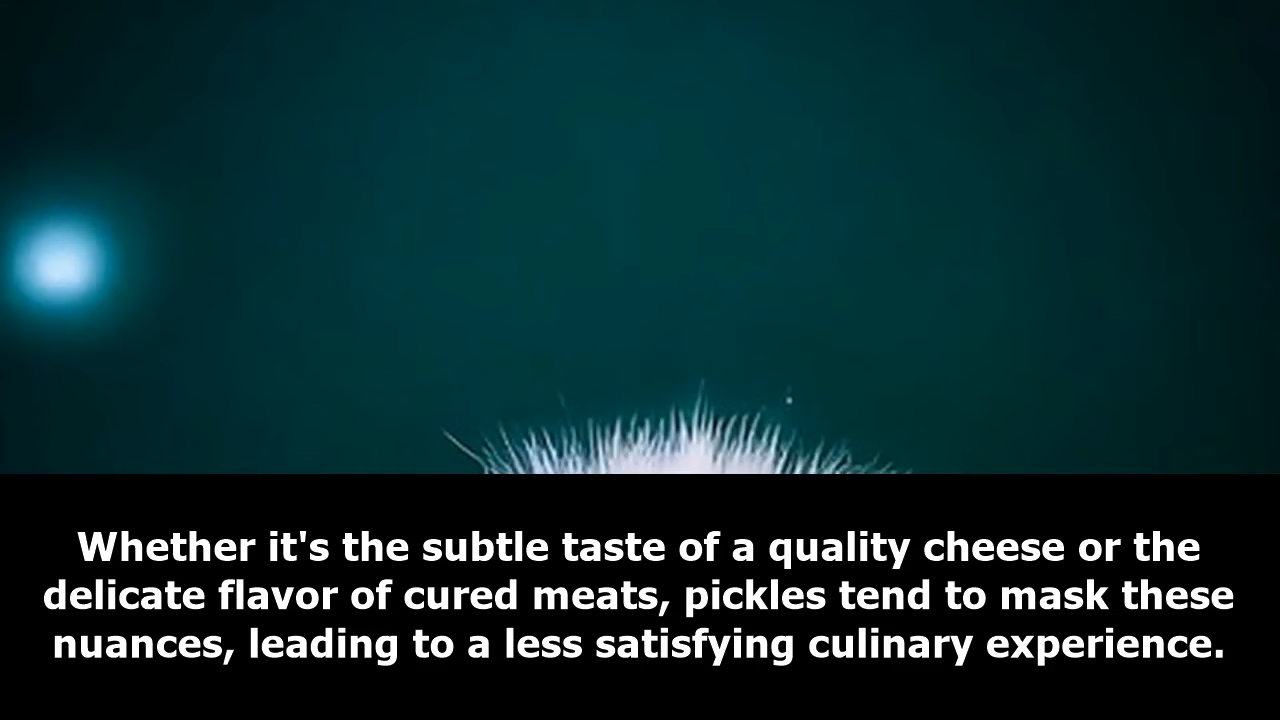 Whether it's the subtle taste of a quality cheese or the
delicate flavor of cured meats, pickles tend to mask these
nuances, leading to a less satisfying culinary experience.